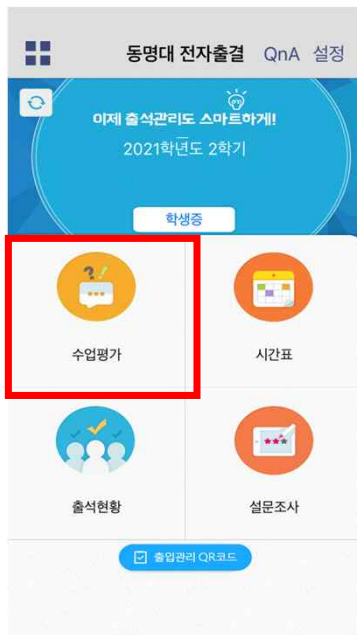 동명대 전자출결 QnA 설정
이제 출석관리도 스마트하게!
2021학년도 2학기
학생증
수업평가 시간표
출석현황 설문조사
출입관리 QR코드